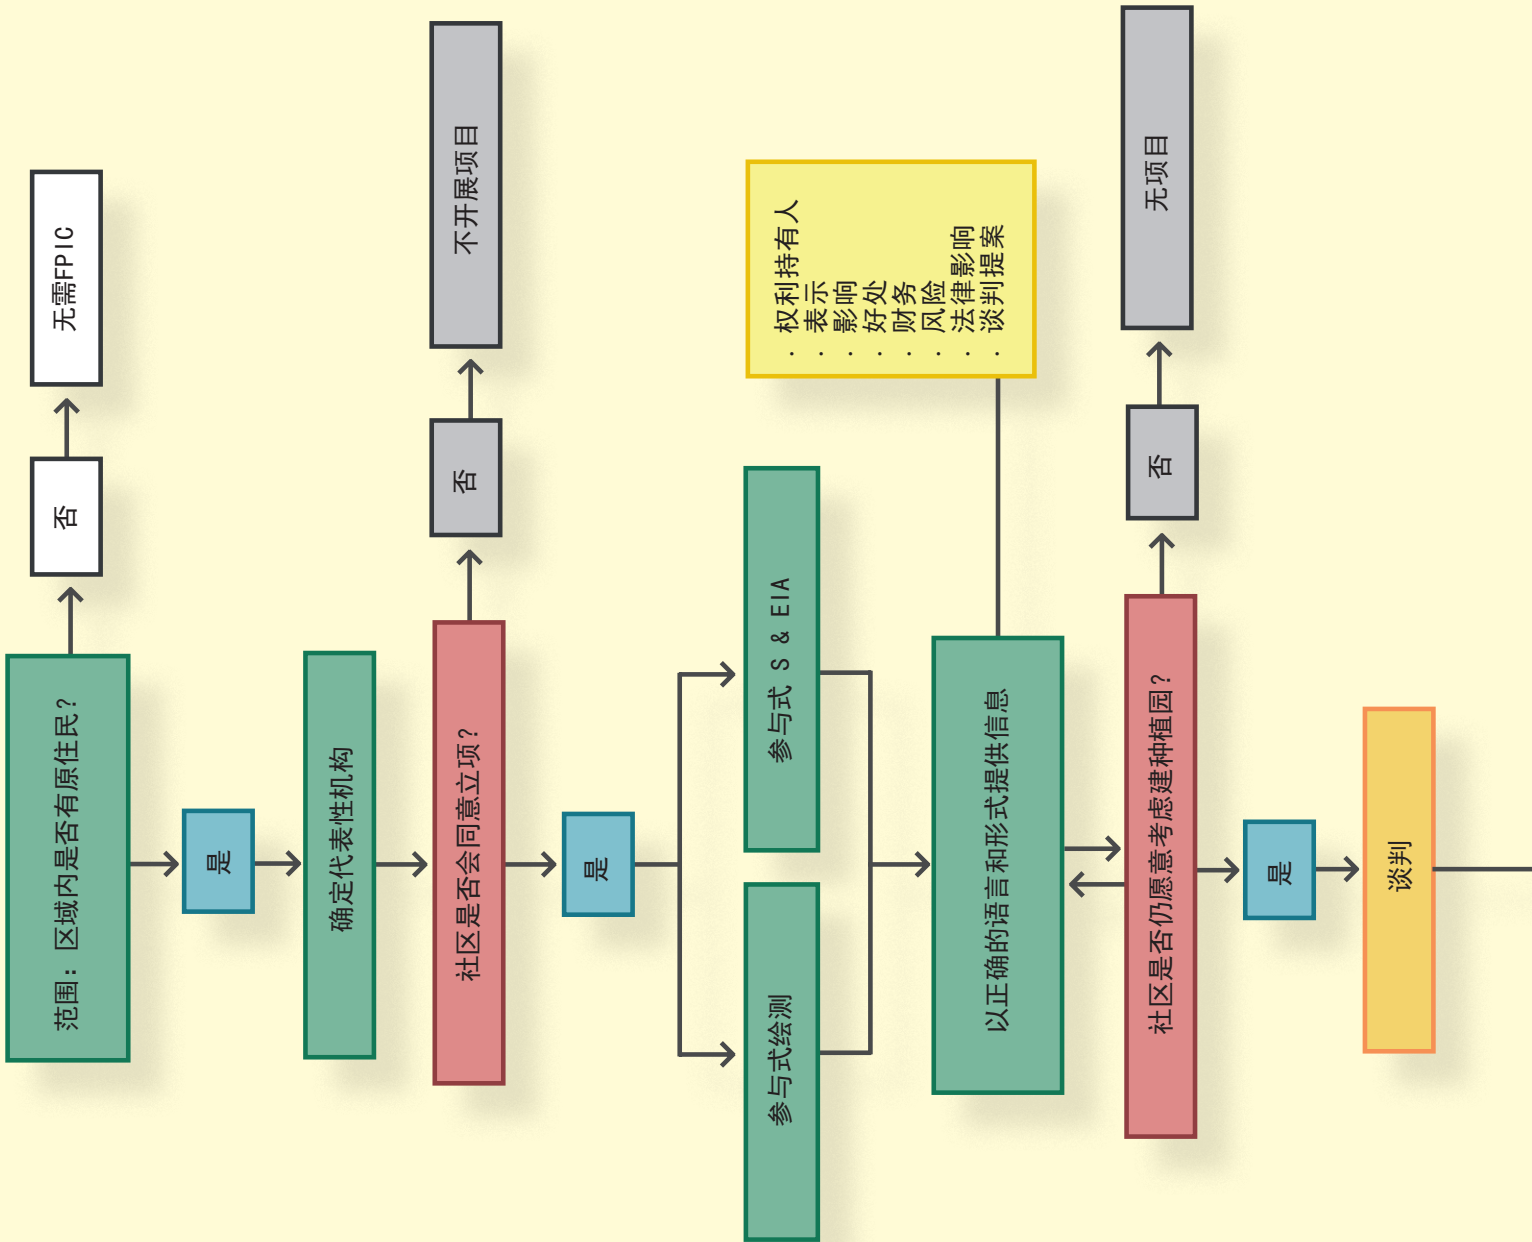 范围: 区域内是否有原住民?
否
无需FPIC
是
确定代表性机构
社区是否会同意立项?
否
不开展项目
是
参与式绘测
参与式 S & EIA
以正确的语言和形式提供信息
· 权利持有人
· 表示
· 影响
· 好处
· 财务
· 风险
· 法律影响
· 谈判提案
社区是否仍愿意考虑建种植园?
否
无项目
是
谈判